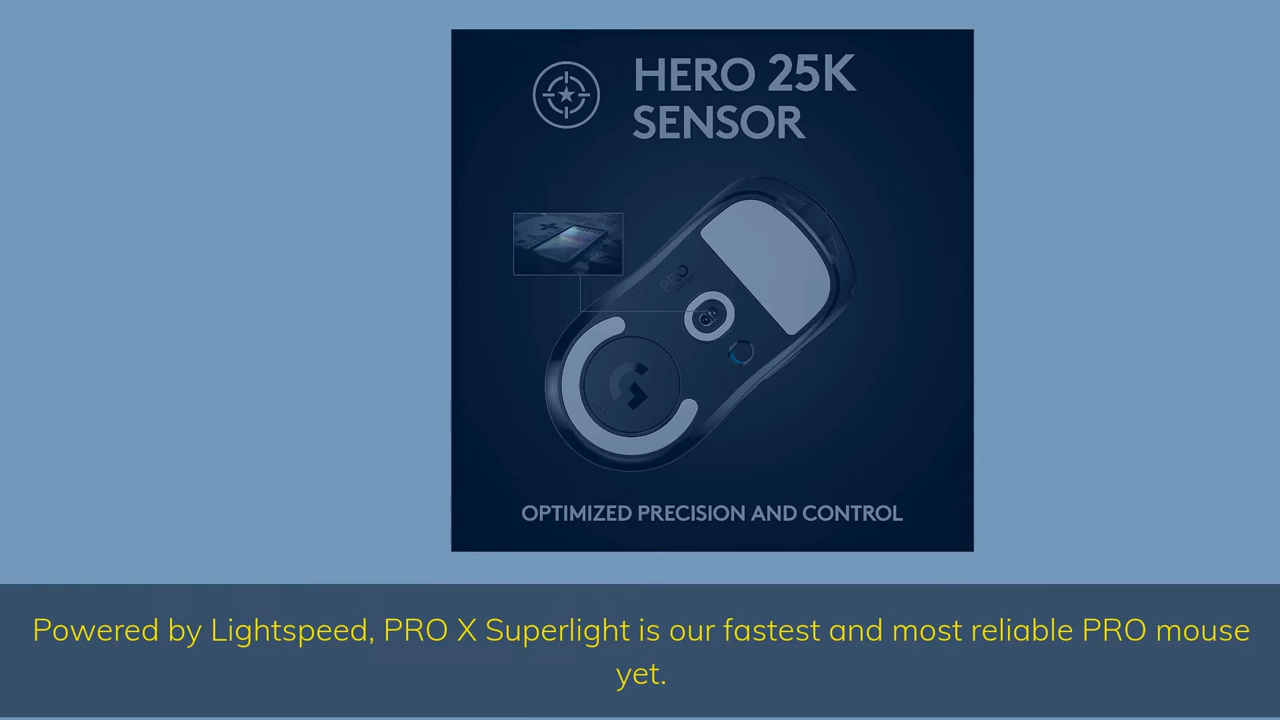 HERO 25K
SENSOR
PRO
OPTIMIZED PRECISION AND CONTROL
Powered by Lightspeed, PRO X Superlight is our fastest and most reliable PRO mouse
yet.